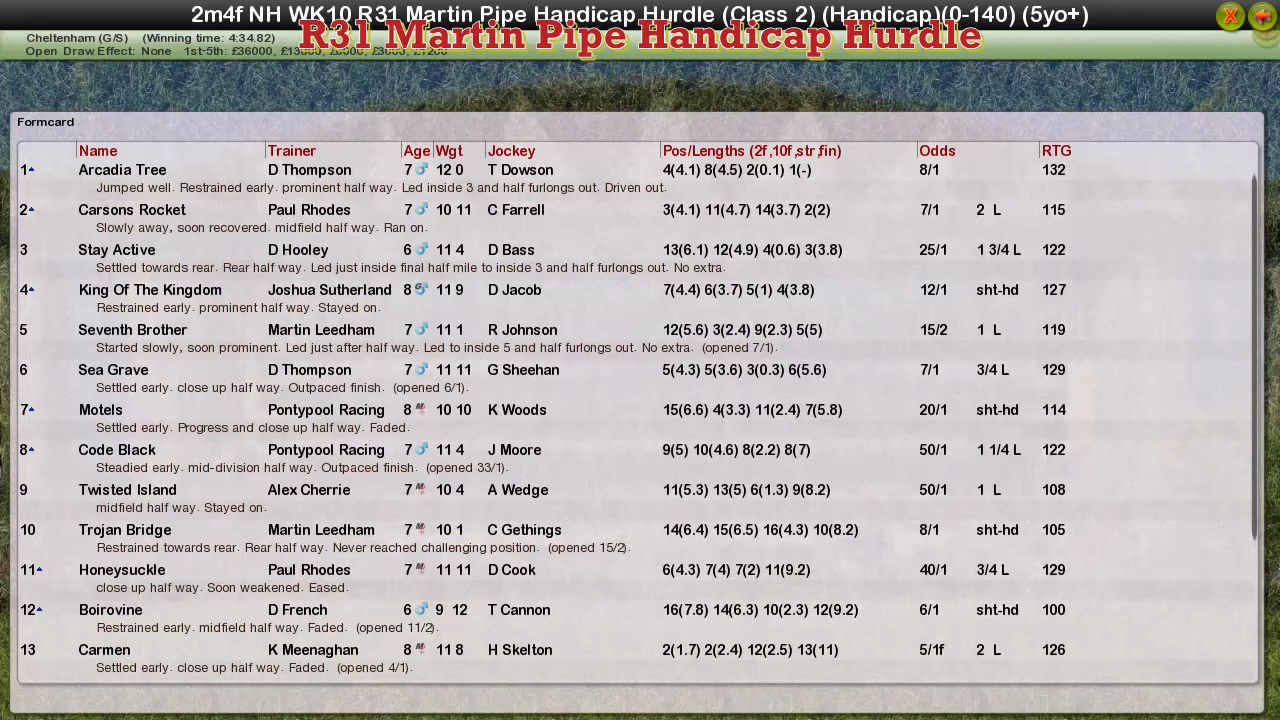 2m4f NH WK10 R31 Martin Pipe Handicap Hurdle (Class 2) (Handicap)(0-140) (5yo+)
R31 Martin Pipe Handicap Hurdle
Cheltenham (G/S) (Winning time: 4:34.82)
Open Draw Effect: None 1st-5th: £36000,
Formcard
Name Trainer Age Wgt Jockey Pos/Lengths (2f,10f,str,fin) Odds RTG
1 Arcadia Tree D Thompson 7 12 0 T Dowson 4(4.1) 8(4.5) 2(0.1) 1(-) 8/1 132
Jumped well. Restrained early. prominent half way. Led inside 3 and half furlongs out. Driven out.
2 Carsons Rocket Paul Rhodes 7 10 11 C Farrell 3(4.1) 11(4.7) 14(3.7) 2(2) 7/1 2 L 115
Slowly away, soon recovered. midfield half way. Ran on.
3 Stay Active D Hooley 6 11 4 D Bass 13(6.1) 12(4.9) 4(0.6) 3(3.8) 25/1 1 3/4 L 122
Settled towards rear. Rear half way. Led just inside final half mile to inside 3 and half furlongs out. No extra.
4 King Of The Kingdom Joshua Sutherland 8 11 9 D Jacob 7(4.4) 6(3.7) 5(1) 4(3.8) 12/1 sht-hd 127
Restrained early. prominent half way. Stayed on.
5 Seventh Brother Martin Leedham 7 11 1 R Johnson 12(5.6) 3(2.4) 9(2.3) 5(5) 15/2 1 L 119
Started slowly, soon prominent. Led just after half way. Led to inside 5 and half furlongs out. No extra. (opened 7/1).
6 Sea Grave D Thompson 7 11 11 G Sheehan 5(4.3) 5(3.6) 3(0.3) 6(5.6) 7/1 3/4 L 129
Settled early. close up half way. Outpaced finish. (opened 6/1).
7 Motels Pontypool Racing 8 10 10 K Woods 15(6.6) 4(3.3) 11(2.4) 7(5.8) 20/1 sht-hd 114
Settled early. Progress and close up half way. Faded.
8 Code Black Pontypool Racing 7 11 4 J Moore 9(5) 10(4.6) 8(2.2) 8(7) 50/1 1 1/4 L 122
Steadied early. mid-division half way. Outpaced finish. (opened 33/1).
9 Twisted Island Alex Cherrie 7 10 4 A Wedge 11(5.3) 13(5) 6(1.3) 9(8.2) 50/1 1 L 108
midfield half way. Stayed on.
10 Trojan Bridge Martin Leedham 7 10 1 C Gethings 14(6.4) 15(6.5) 16(4.3) 10(8.2) 8/1 sht-hd 105
Restrained towards rear. Rear half way. Never reached challenging position. (opened 15/2).
11 Honeysuckle Paul Rhodes 7 11 11 D Cook 6(4.3) 7(4) 7(2) 11(9.2) 40/1 3/4 L 129
close up half way. Soon weakened. Eased.
12 Boirovine D French 6 9 12 T Cannon 16(7.8) 14(6.3) 10(2.3) 12(9.2) 6/1 sht-hd 100
Restrained early. midfield half way. Faded. (opened 11/2).
13 Carmen K Meenaghan 8 11 8 H Skelton 2(1.7) 2(2.4) 12(2.5) 13(11) 5/1f 2 L 126
Settled early. close up half way. Faded. (opened 4/1).